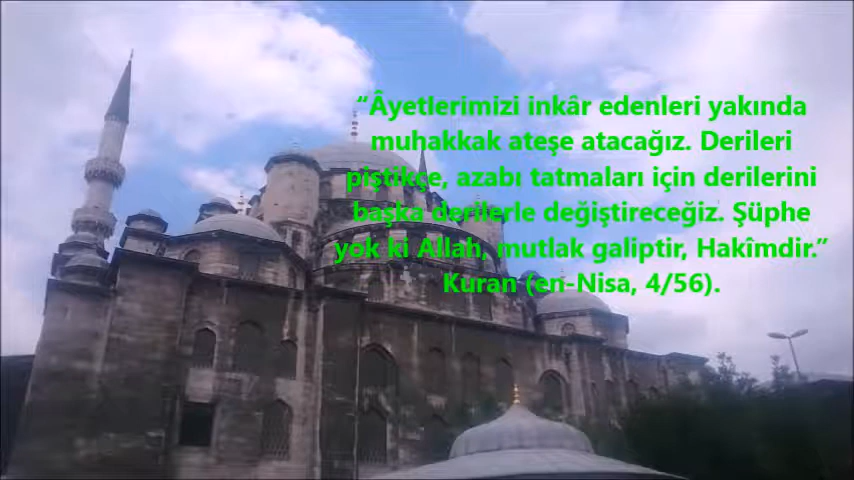 “Âyetlerimizi inkâr edenleri yakında
muhakkak ateşe atacağız. Derileri
piştikçe, azabı tatmaları için derilerini
başka derilerle değiştireceğiz. Şüphe
yok ki Allah, mutlak galiptir, Hakîmdir.”
Kuran (en-Nisa, 4/56).